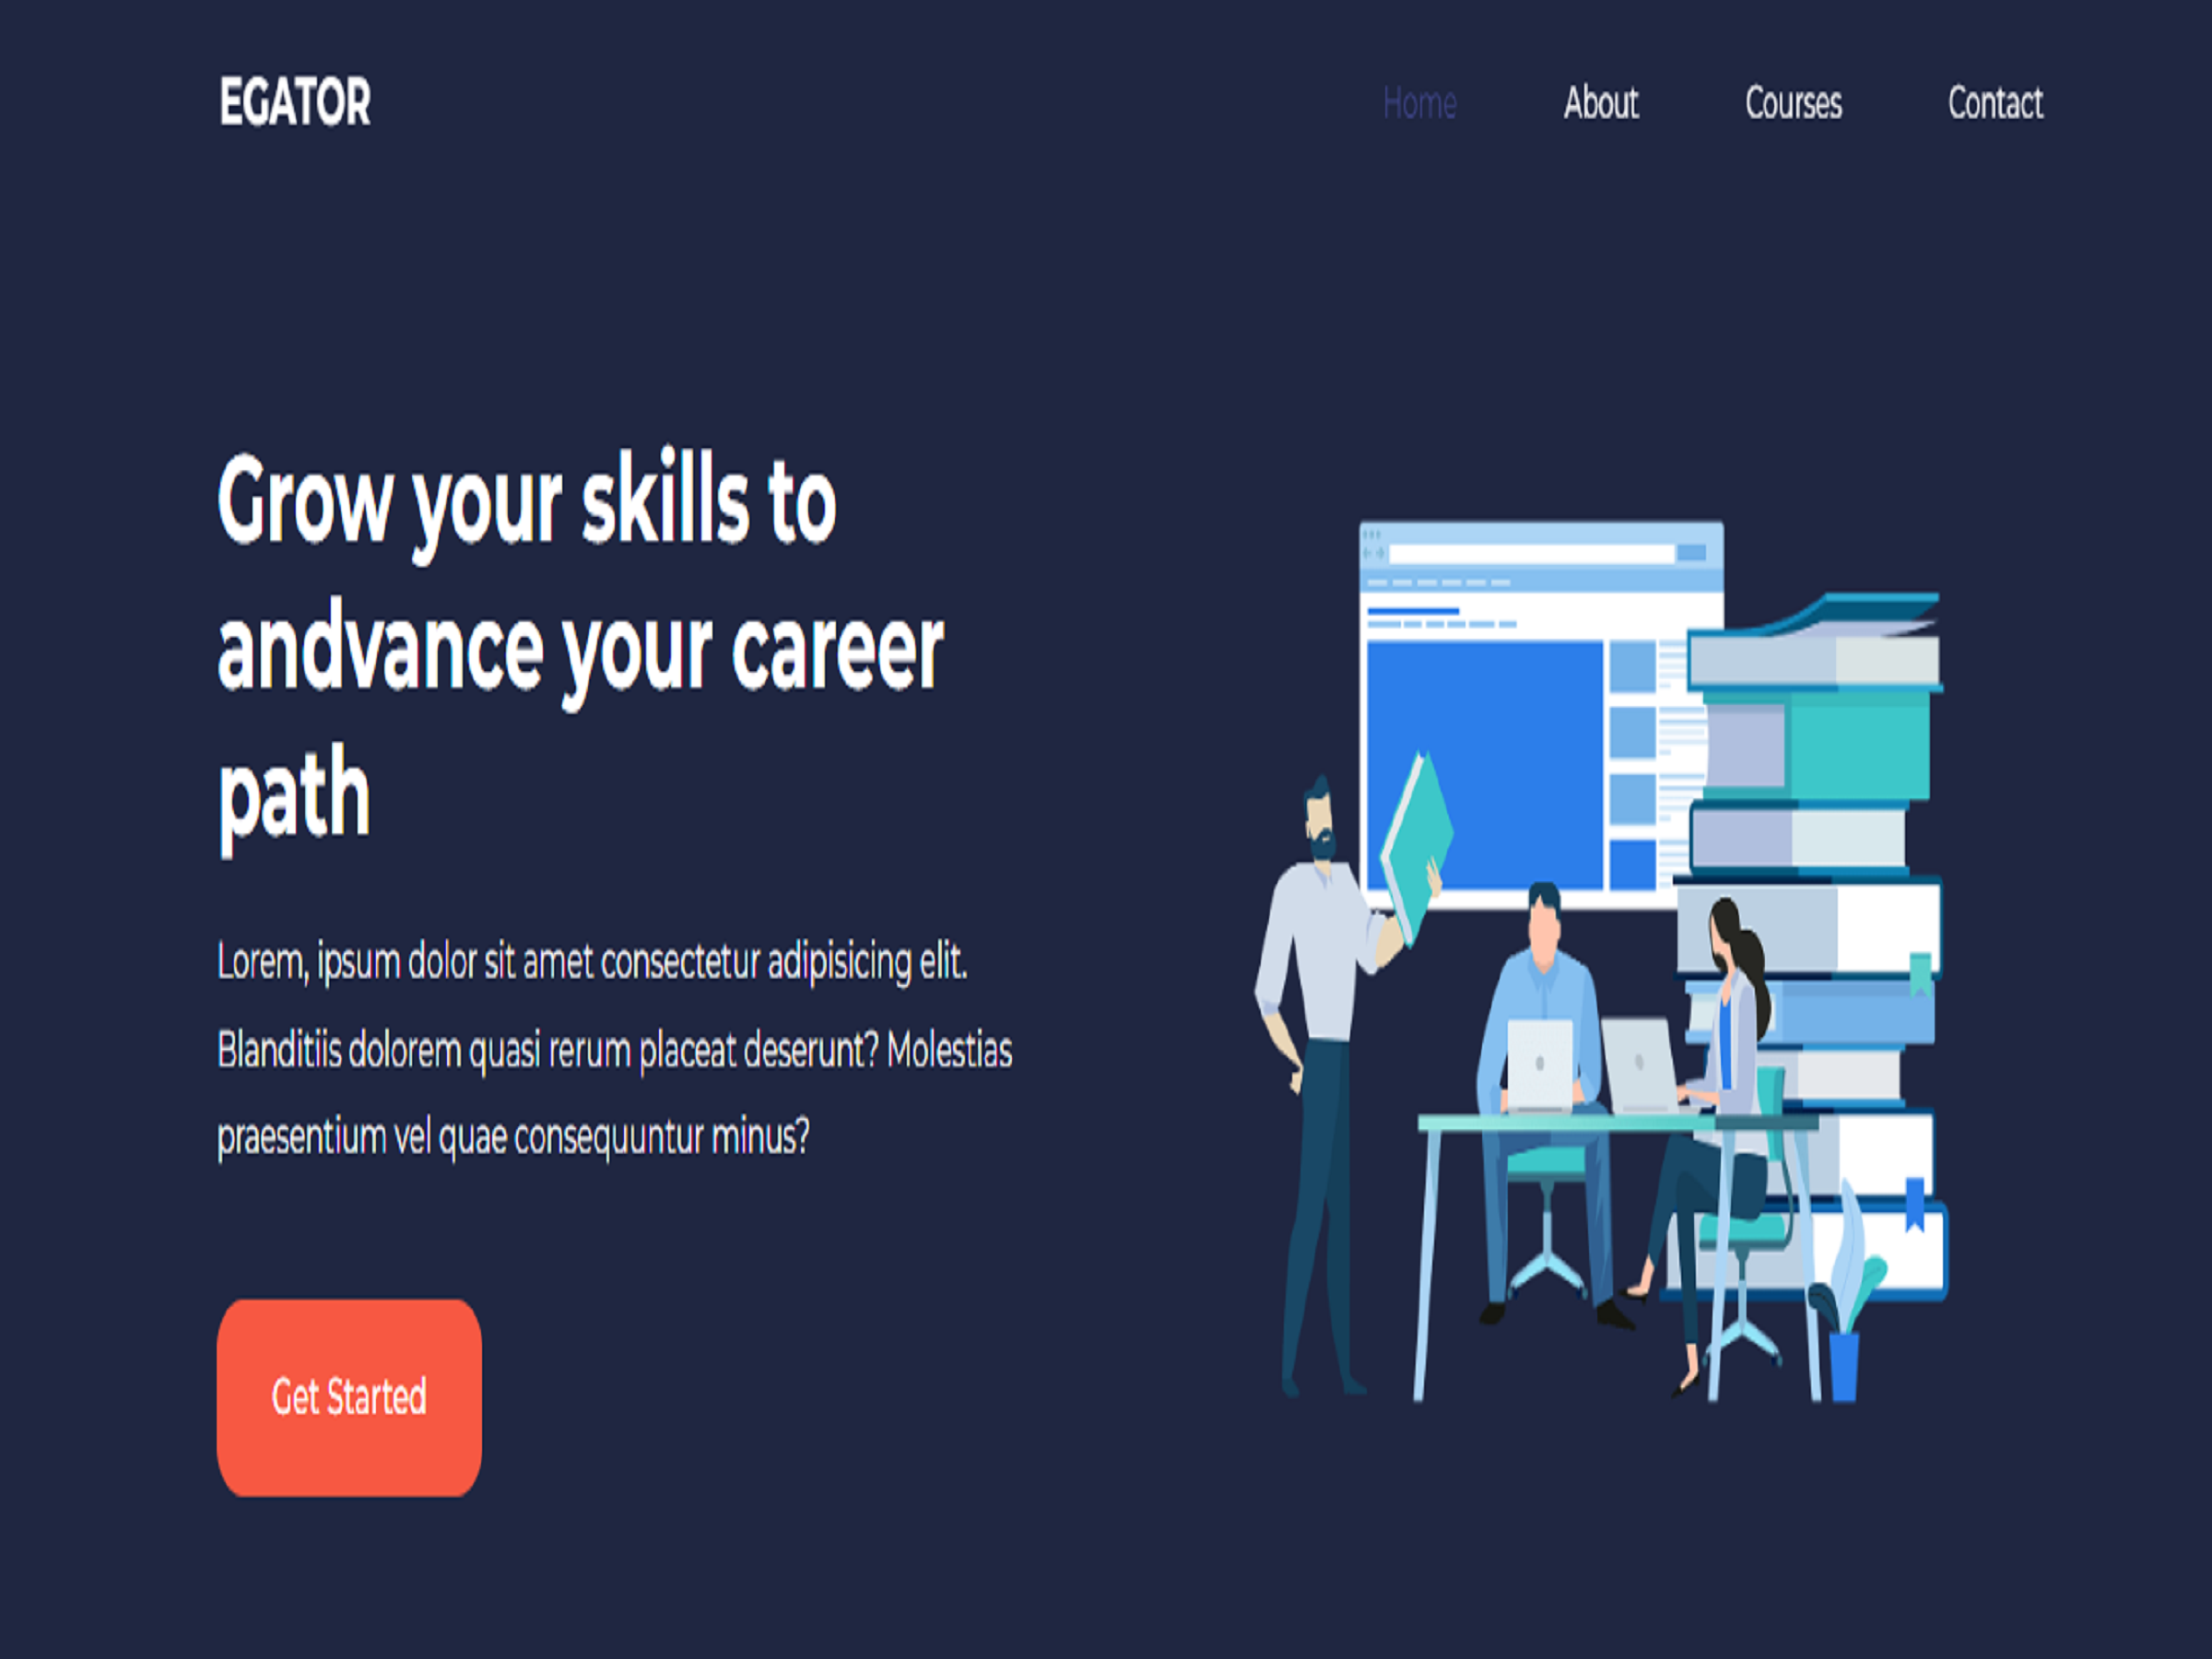 EGATOR
Home About Courses Contact
Grow your skills to
andvance your career
path
Lorem, ipsum dolor sit amet consectetur adipisicing elit.
Blanditiis dolorem quasi rerum placeat deserunt? Molestias
praesentium vel quae consequuntur minus?
Get Started